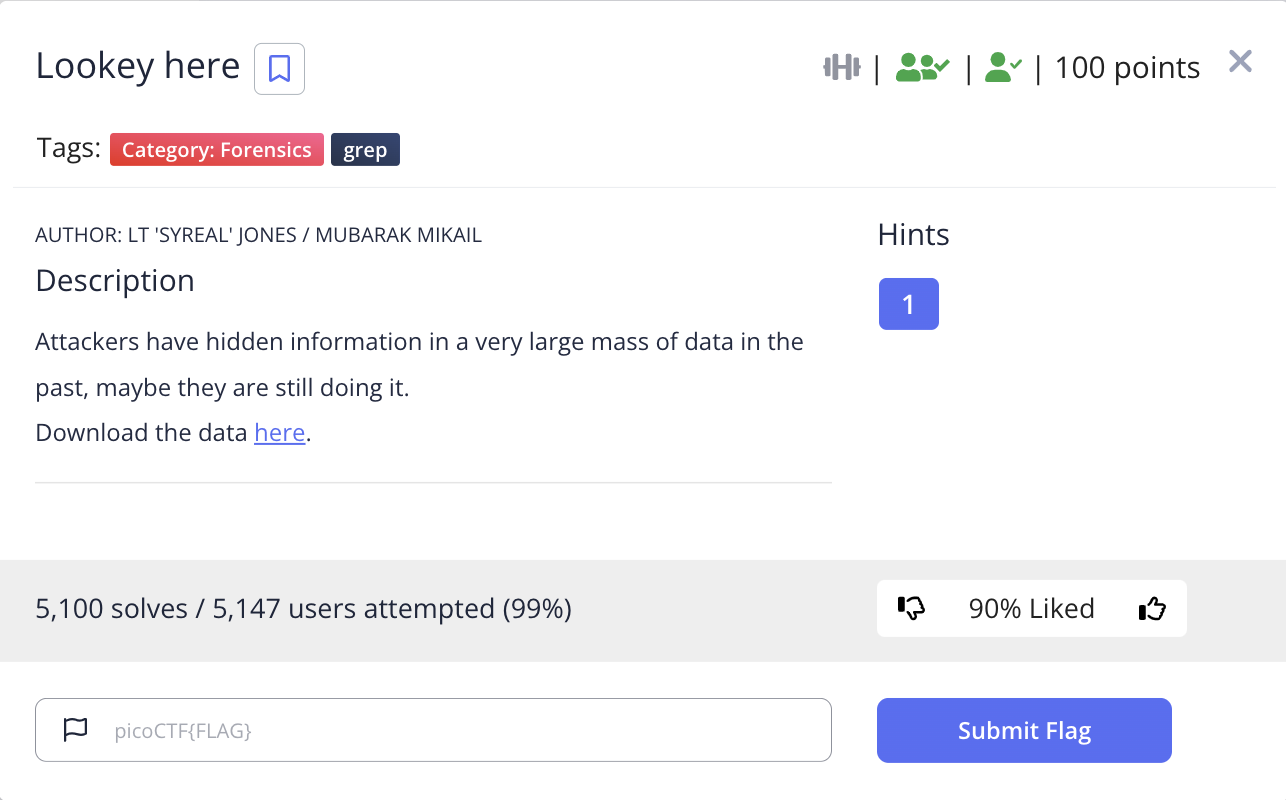 Lookey here
| | | 100 points
Tags: Category: Forensics grep
AUTHOR: LT 'SYREAL' JONES / MUBARAK MIKAIL
Hints
Description
1
Attackers have hidden information in a very large mass of data in the
past, maybe they are still doing it.
Download the data here.
5,100 solves / 5,147 users attempted (99%)
90% Liked
picoCTF{FLAG}
Submit Flag